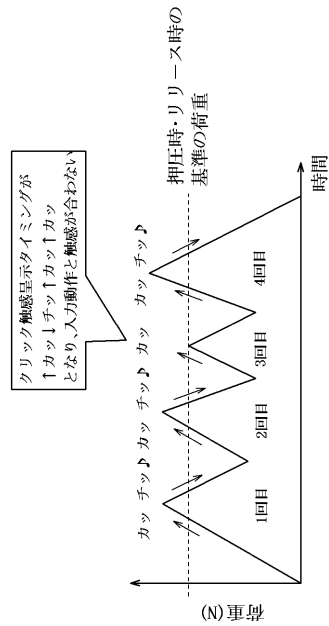 クリック触感呈示タイミングが
↑カッ↓チッ↑カッ↑カッ
となり、入力動作と触感が合わない
カッ チッ♪ カッ チッ♪ カッ カッ チッ♪
押圧時・リリース時の
基準の荷重
1回目
2回目
3回目
4回目
時間
荷重(N)